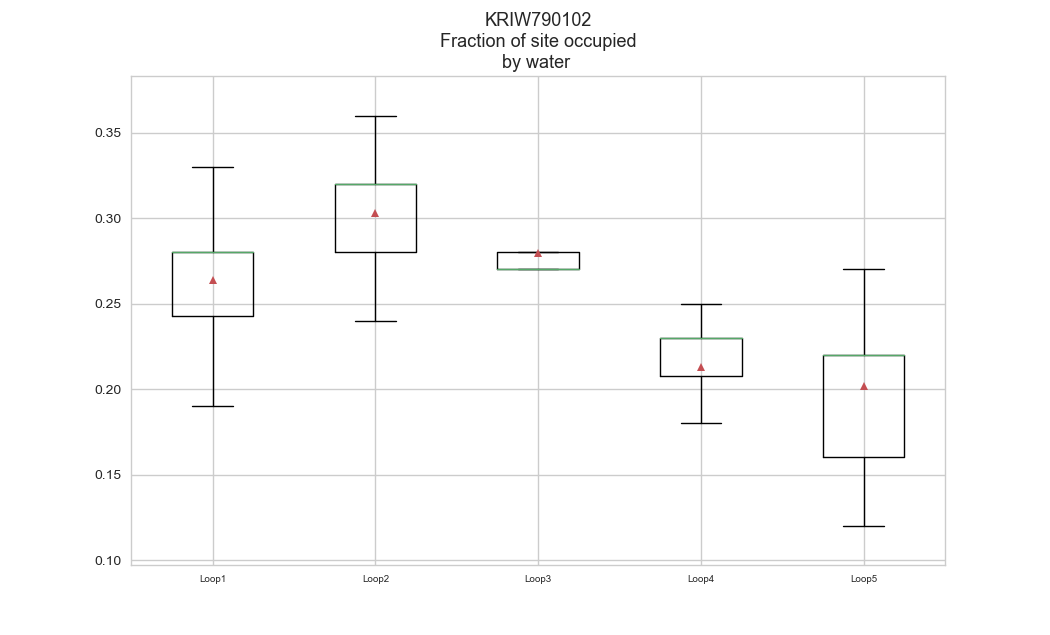 KRIW790102
Fraction of site occupied
by water
0.35
0.30
0.25
0.20
0.15
0.10
Loop1
Loop2
Loop3
Loop4
Loop5